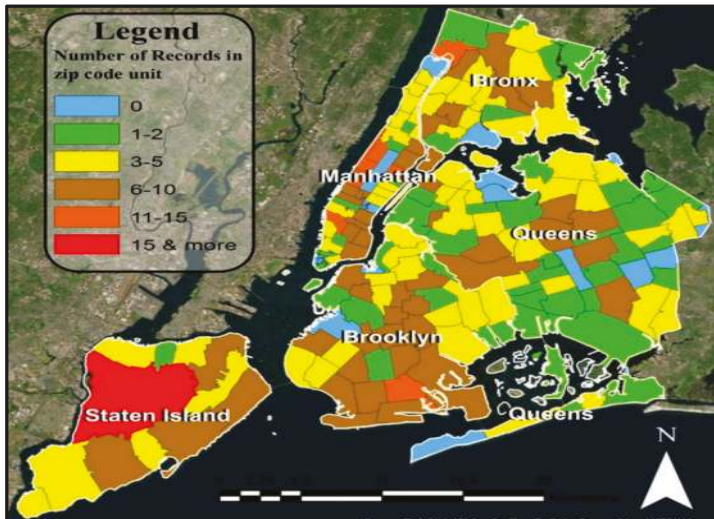 Legend
Number of Records in
zip code unit
0
1-2
3-5
6-10
11-15
15 & more
Bronx
Manhattan
Queens
Brooklyn
Staten Island
Queens
N